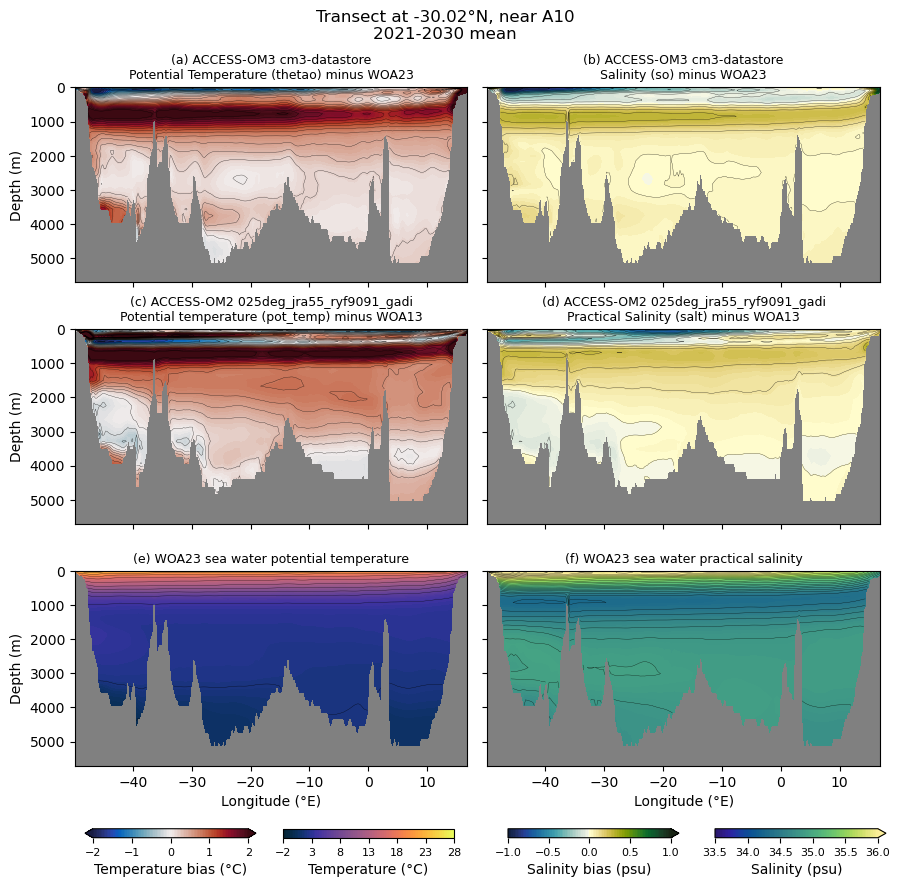 Transect at -30.02°N, near A10
2021-2030 mean
(a) ACCESS-OM3 cm3-datastore
Potential Temperature (thetao) minus WOA23
(b) ACCESS-OM3 cm3-datastore
Salinity (so) minus WOA23
0
1000
2000
3000
4000
5000
Depth (m)
(c) ACCESS-OM2 025deg_jra55_ryf9091_gadi
Potential temperature (pot_temp) minus WOA13
(d) ACCESS-OM2 025deg_jra55_ryf9091_gadi
Practical Salinity (salt) minus WOA13
0
1000
2000
3000
4000
5000
Depth (m)
(e) WOA23 sea water potential temperature
(f) WOA23 sea water practical salinity
0
1000
2000
3000
4000
5000
Depth (m)
−40 −30 −20 −10 0 10
Longitude (°E)
−40 −30 −20 −10 0 10
Longitude (°E)
−2 −1 0 1 2
Temperature bias (°C)
−2 3 8 13 18 23 28
Temperature (°C)
−1.0 −0.5 0.0 0.5 1.0
Salinity bias (psu)
33.5 34.0 34.5 35.0 35.5 36.0
Salinity (psu)